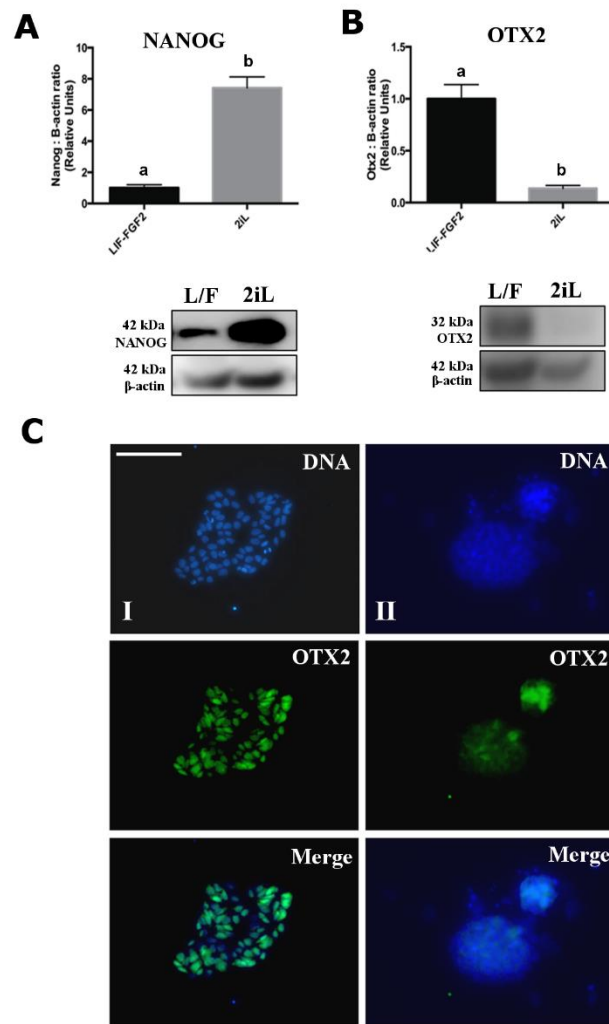 A
NANOG
Nanog : B-actin ratio
(Relative Units)
10
8
6
4
2
0
a
b
LIF-FGF2
2iL
L/F 2iL
42 kDa
NANOG
42 kDa
β-actin
B
OTX2
Otx2 : B-actin ratio
(Relative Units)
1.5
1.0
0.5
0.0
a
b
LIF-FGF2
2iL
L/F 2iL
32 kDa
OTX2
42 kDa
β-actin
C
DNA
I
DNA
II
OTX2
OTX2
Merge
Merge